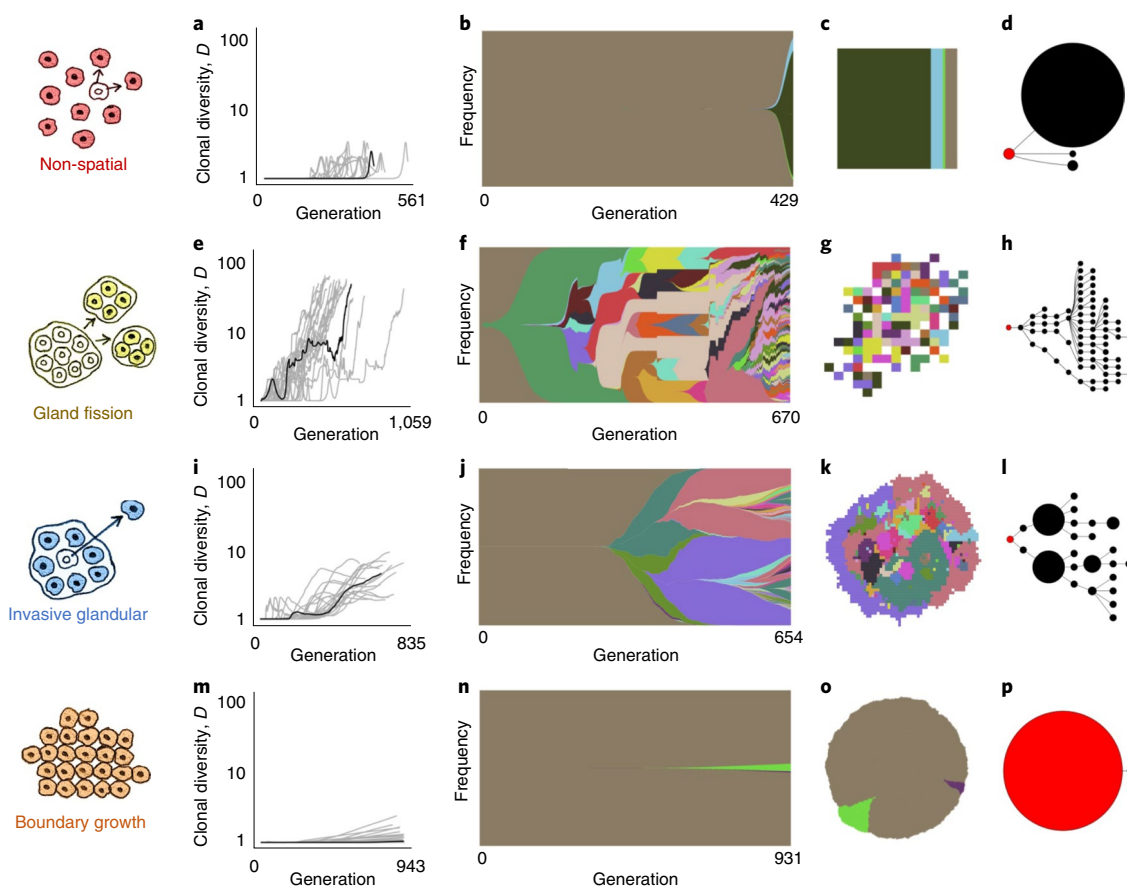 a
b
c
d
Non-spatial
Clonal diversity, D
100
10
1
0
561
Generation
Frequency
0
429
Generation
e
f
g
h
Gland fission
Clonal diversity, D
100
10
1
0
1,059
Generation
Frequency
0
670
Generation
i
j
k
l
Invasive glandular
Clonal diversity, D
100
10
1
0
835
Generation
Frequency
0
654
Generation
m
n
o
p
Boundary growth
Clonal diversity, D
100
10
1
0
943
Generation
Frequency
0
931
Generation